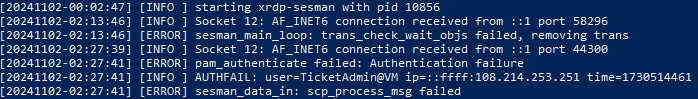 [20241102-00:02:47] [INFO ] starting xrdp-sesman with pid 10856
[20241102-02:13:46] [INFO ] Socket 12: AF_INET6 connection received from ::1 port 58296
[20241102-02:13:46] [ERROR] sesman_main_loop: trans_check_wait_objs failed, removing trans
[20241102-02:27:39] [INFO ] Socket 12: AF_INET6 connection received from ::1 port 44300
[20241102-02:27:41] [ERROR] pam_authenticate failed: Authentication failure
[20241102-02:27:41] [INFO ] AUTHFAIL: user=TicketAdmin@VM ip=::ffff:108.214.253.251 time=1730514461
[20241102-02:27:41] [ERROR] sesman_data_in: scp_process_msg failed